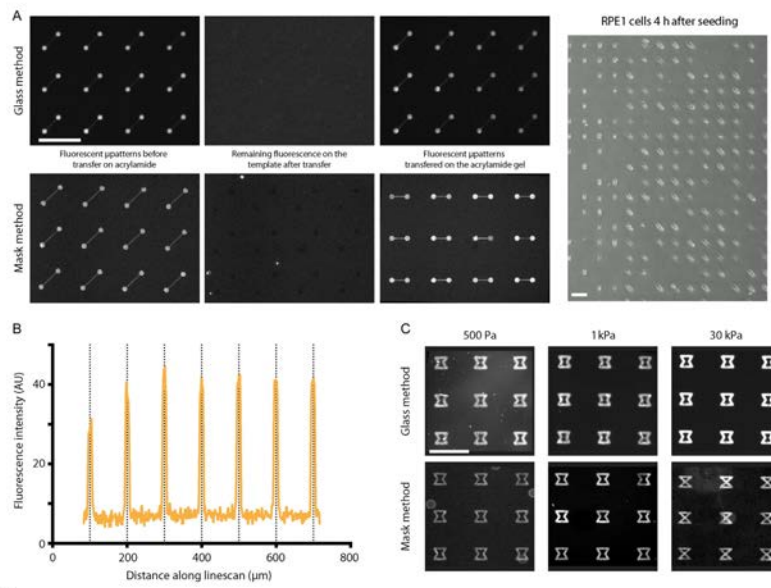 A
RPE1 cells 4 h after seeding
Glass method
Fluorescent μpatterns before
transfer on acrylamide
Remaining fluorescence on the
template after transfer
Fluorescent μpatterns
transfered on the acrylamide gel
Mask method
B
Fluorescence intensity (AU)
40
20
0
0
200
400
600
800
Distance along linescan (μm)
C
500 Pa
1 kPa
30 kPa
Glass method
Mask method